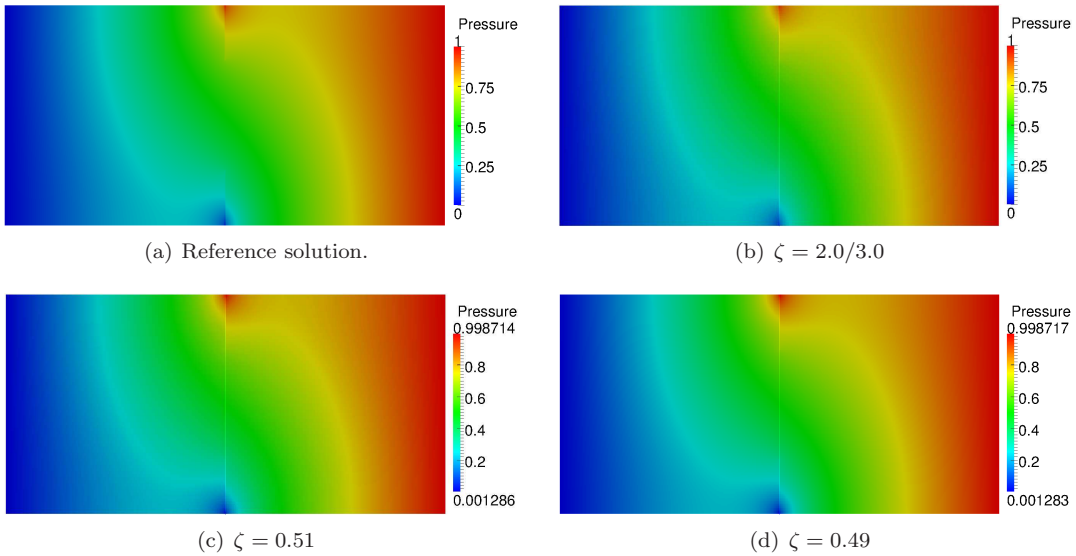 Pressure
1
0.75
0.5
0.25
0
(a) Reference solution.
Pressure
1
0.75
0.5
0.25
0
(b) ζ = 2.0/3.0
Pressure
0.998714
0.8
0.6
0.4
0.2
0.001286
(c) ζ = 0.51
Pressure
0.998717
0.8
0.6
0.4
0.2
0.001283
(d) ζ = 0.49